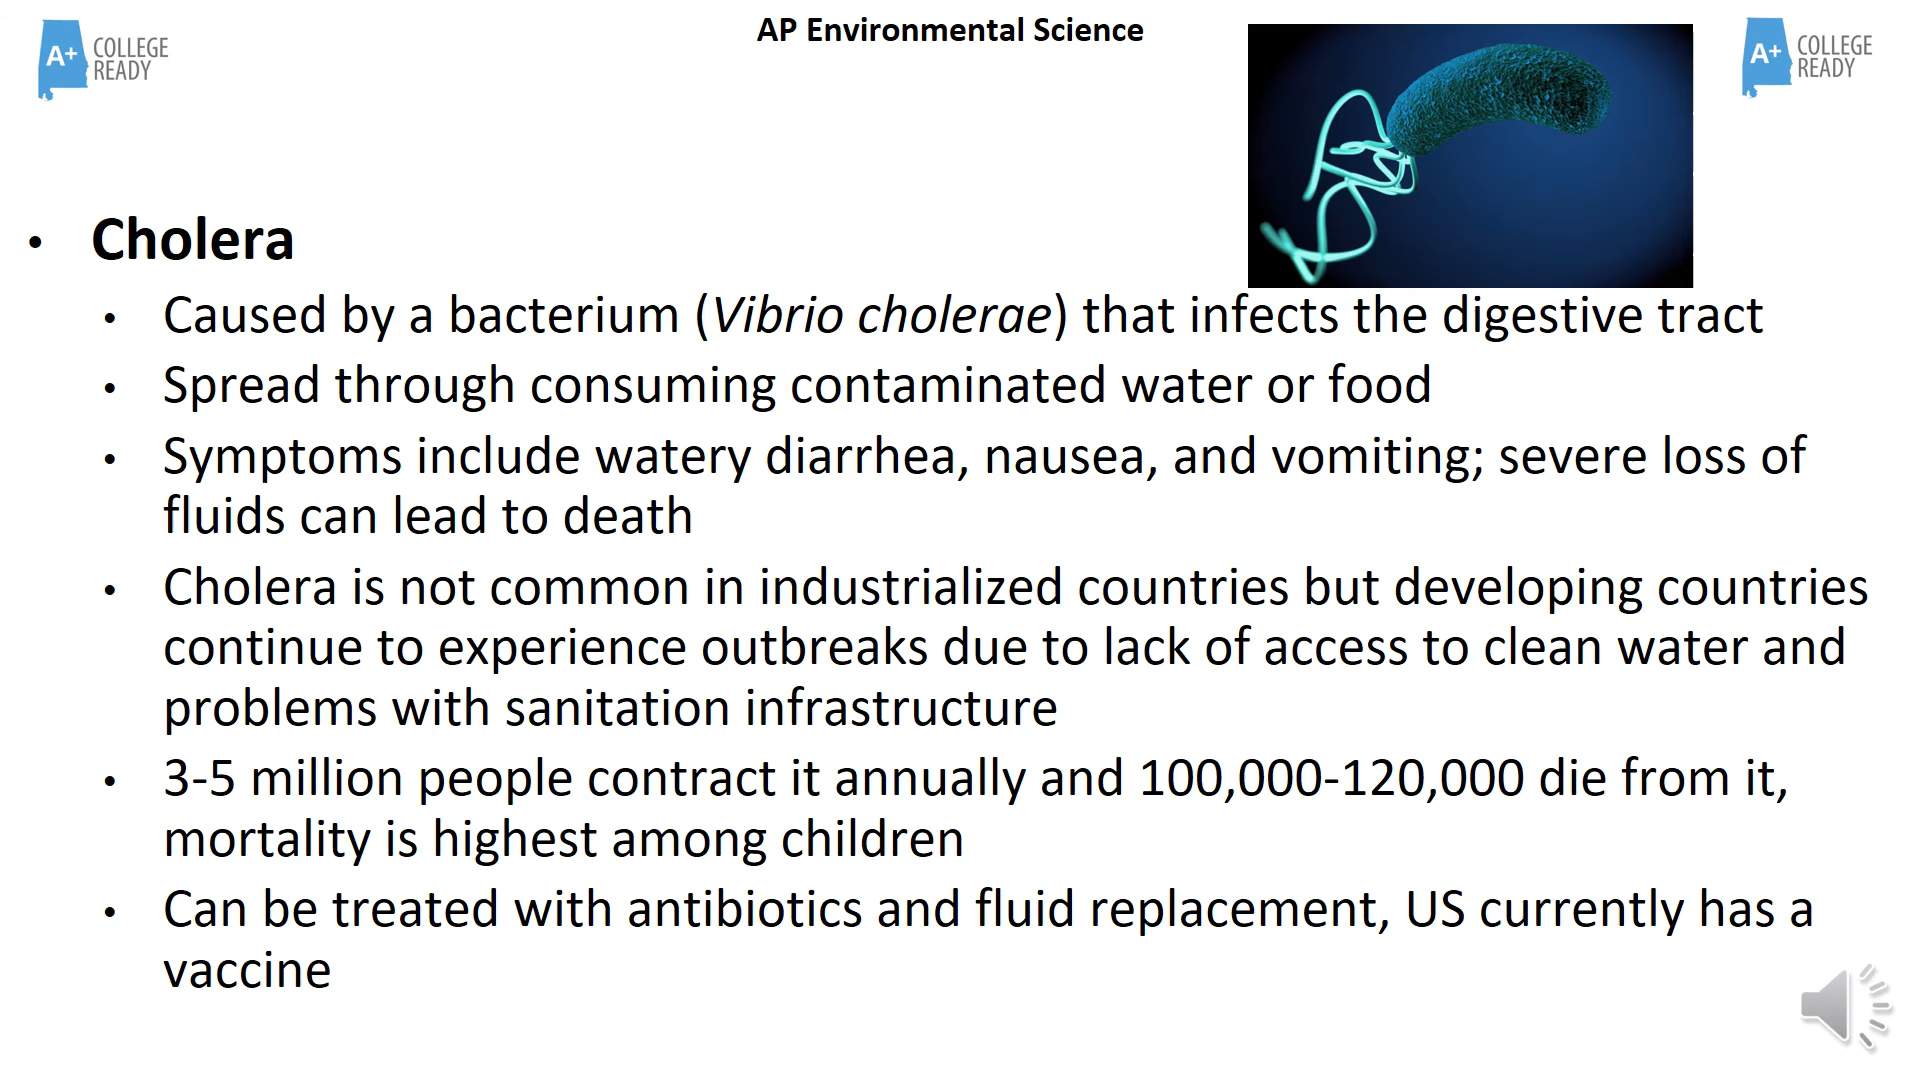 AP Environmental Science
A+ COLLEGE
READY
A+ COLLEGE
READY
• Cholera
• Caused by a bacterium (Vibrio cholerae) that infects the digestive tract
• Spread through consuming contaminated water or food
• Symptoms include watery diarrhea, nausea, and vomiting; severe loss of
fluids can lead to death
• Cholera is not common in industrialized countries but developing countries
continue to experience outbreaks due to lack of access to clean water and
problems with sanitation infrastructure
• 3-5 million people contract it annually and 100,000-120,000 die from it,
mortality is highest among children
• Can be treated with antibiotics and fluid replacement, US currently has a
vaccine